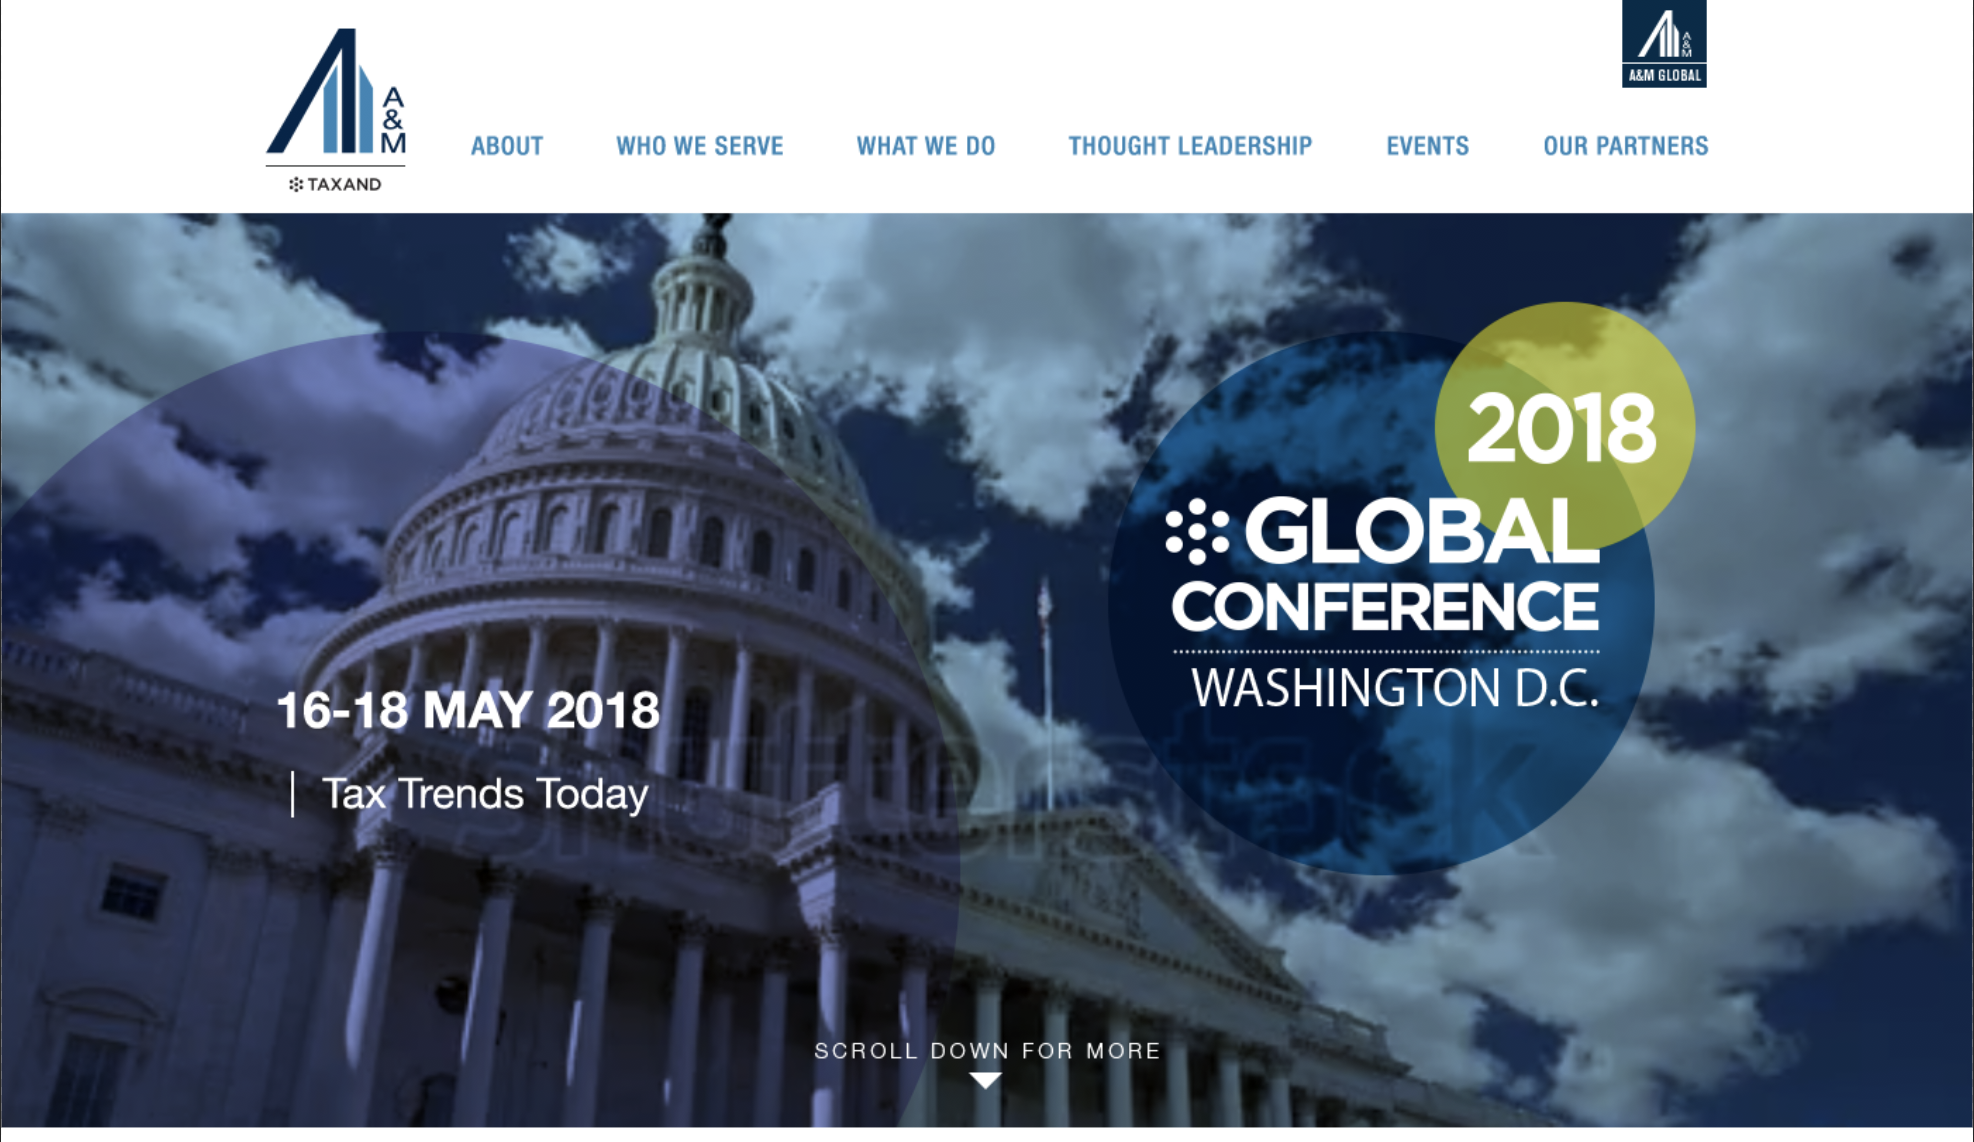 A
&
M
TAXAND
A
&
M
A&M GLOBAL
ABOUT
WHO WE SERVE
WHAT WE DO
THOUGHT LEADERSHIP
EVENTS
OUR PARTNERS
2018
GLOBAL
CONFERENCE
WASHINGTON D.C.
16-18 MAY 2018
Tax Trends Today
shutterstock
SCROLL DOWN FOR MORE